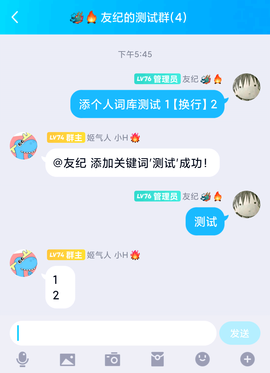 友纪的测试群(4)
下午5:45
LV76 管理员 友纪
添个人词库测试 1【换行】2
LV74 群主 姬气人 小H
@友纪 添加关键词‘测试’成功！
LV76 管理员 友纪
测试
LV74 群主 姬气人 小H
1
2
发送